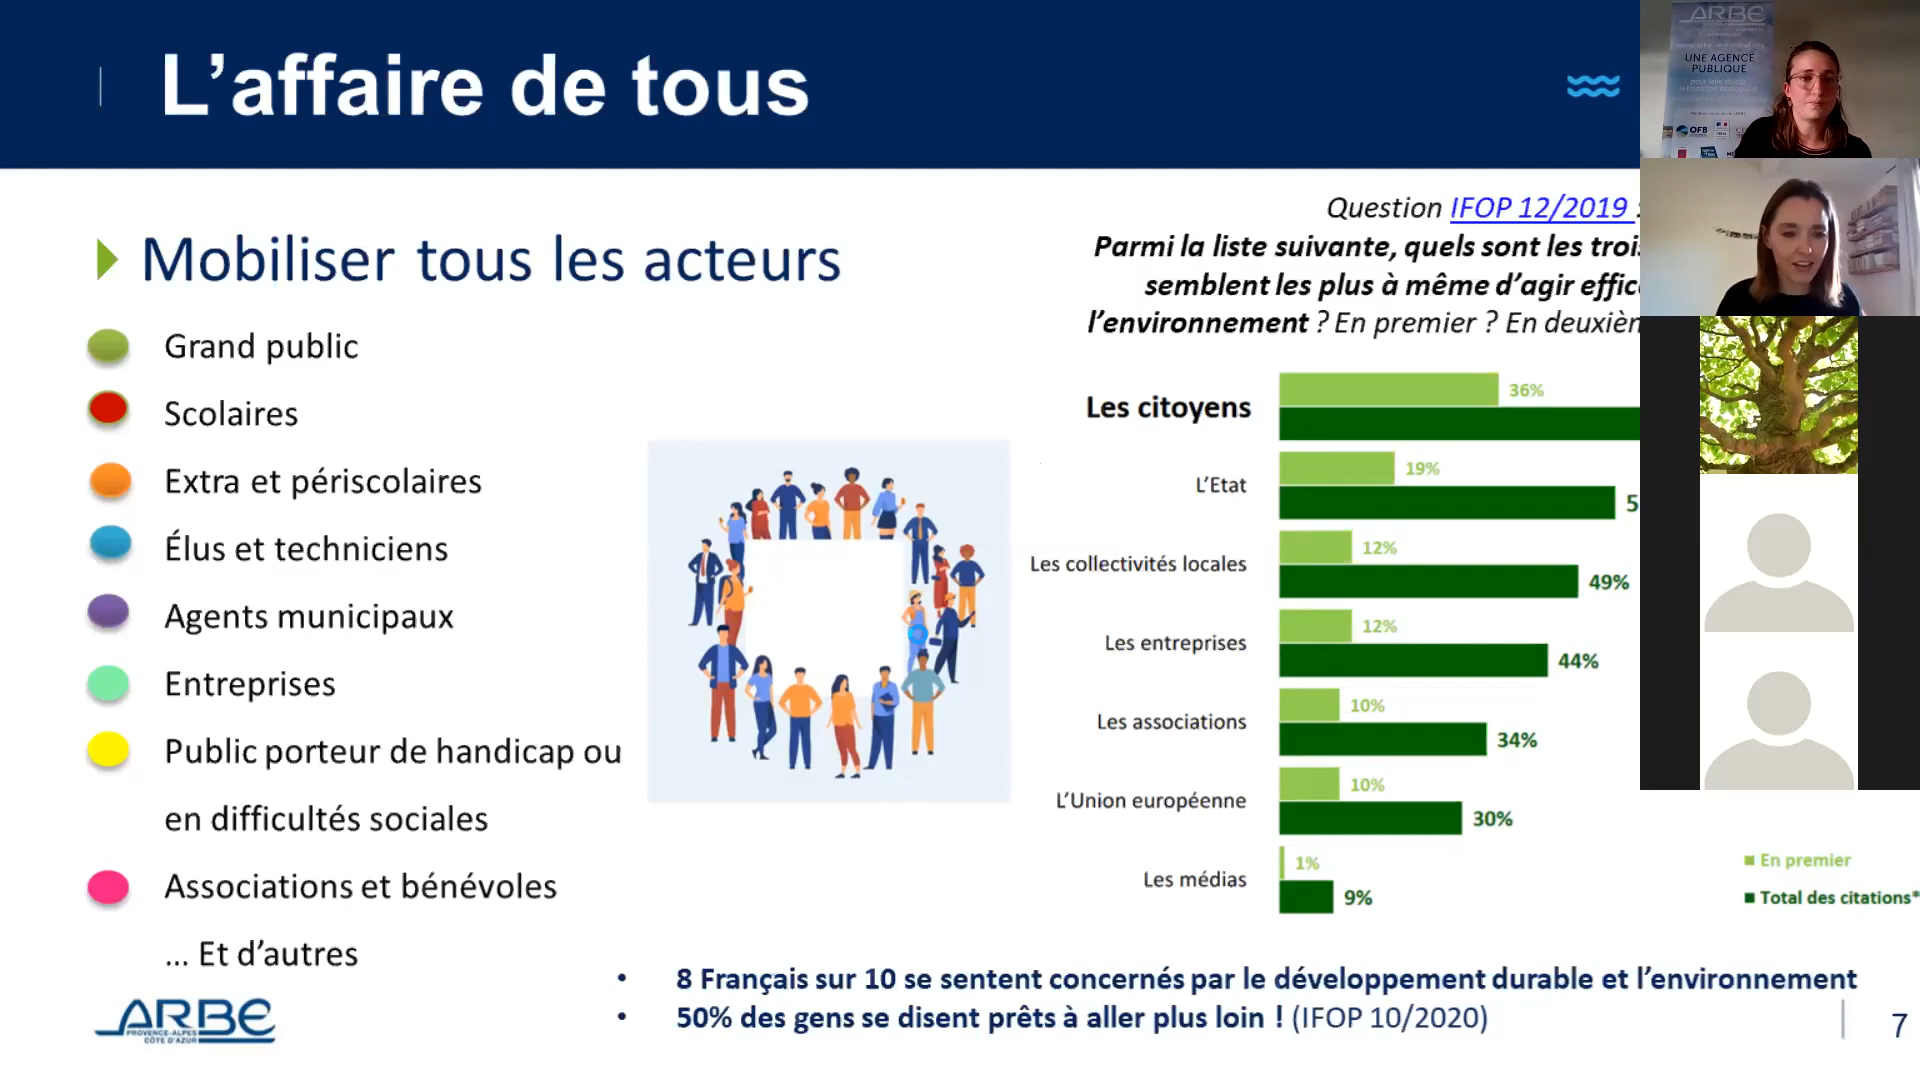 L'affaire de tous
Mobiliser tous les acteurs
Grand public
Scolaires
Extra et périscolaires
Élus et techniciens
Agents municipaux
Entreprises
Public porteur de handicap ou
en difficultés sociales
Associations et bénévoles
... Et d'autres
Question IFOP 12/2019 :
Parmi la liste suivante, quels sont les
semblent les plus à même d'agir
l'environnement ? En premier ? En
Les citoyens
36%
L'Etat
19%
Les collectivités locales
12%
49%
Les entreprises
12%
44%
Les associations
10%
34%
L'Union européenne
10%
30%
Les médias
1%
9%
En premier
Total des citations*
8 Français sur 10 se sentent concernés par le développement durable et l'environnement
50% des gens se disent prêts à aller plus loin ! (IFOP 10/2020)
ARBE
PROVENCE-ALPES
CÔTE D'AZUR
7
ARBE
UNE AGENCE
PUBLIQUE
OFB